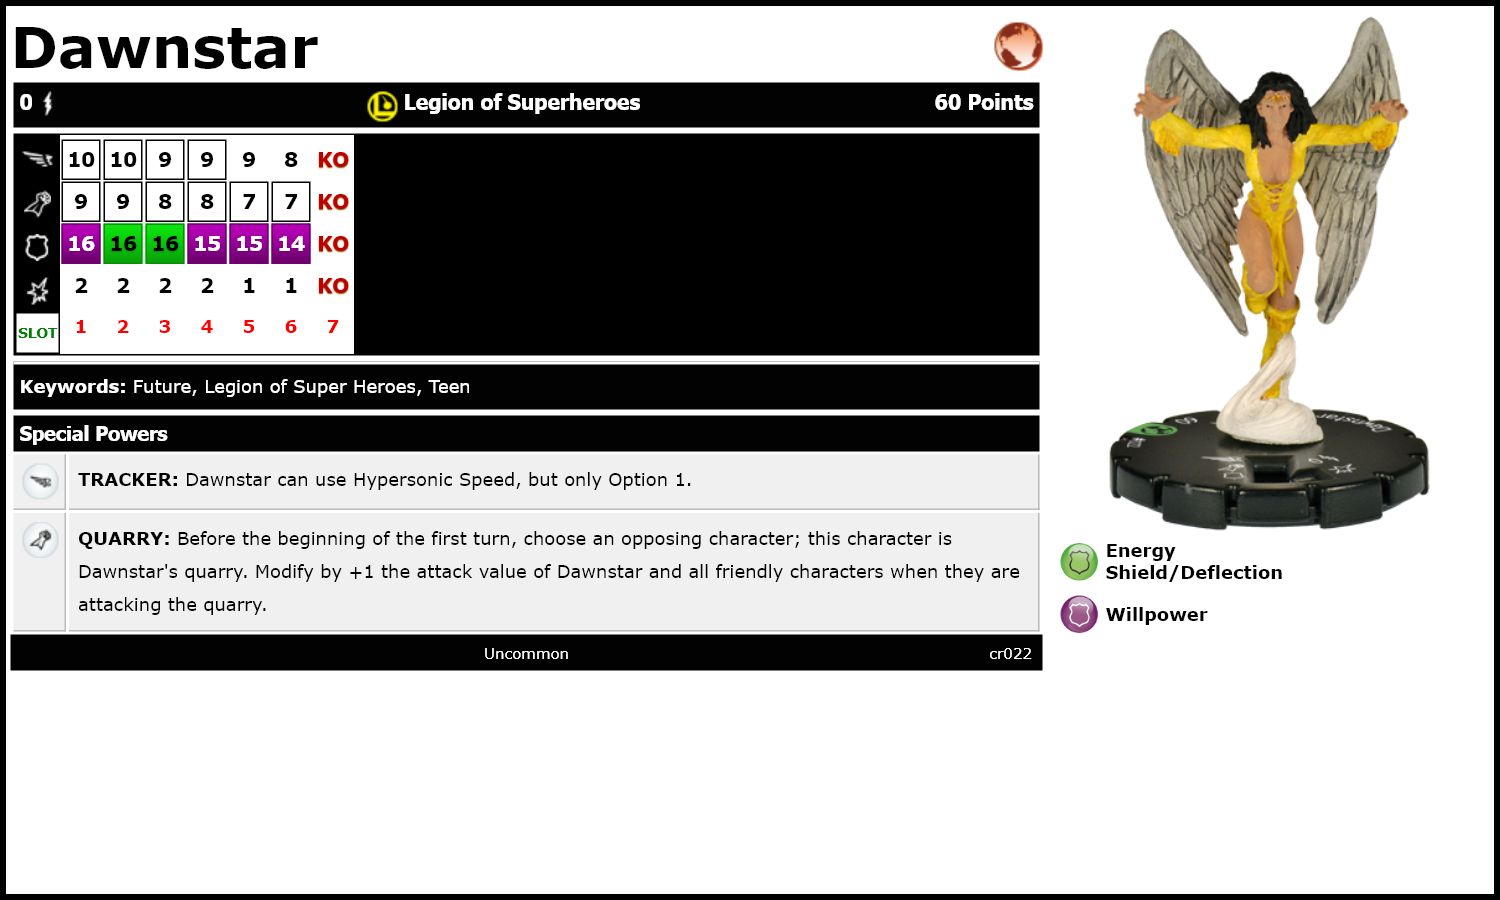 Dawnstar
0 Legion of Superheroes 60 Points
10 10 9 9 9 8 KO
9 9 8 8 7 7 KO
16 16 16 15 15 14 KO
2 2 2 2 1 1 KO
SLOT 1 2 3 4 5 6 7
Keywords: Future, Legion of Super Heroes, Teen
Special Powers
TRACKER: Dawnstar can use Hypersonic Speed, but only Option 1.
QUARRY: Before the beginning of the first turn, choose an opposing character; this character is
Dawnstar's quarry. Modify by +1 the attack value of Dawnstar and all friendly characters when they are
attacking the quarry.
Uncommon cr022
Dawnstar
60
0
Energy
Shield/Deflection
Willpower